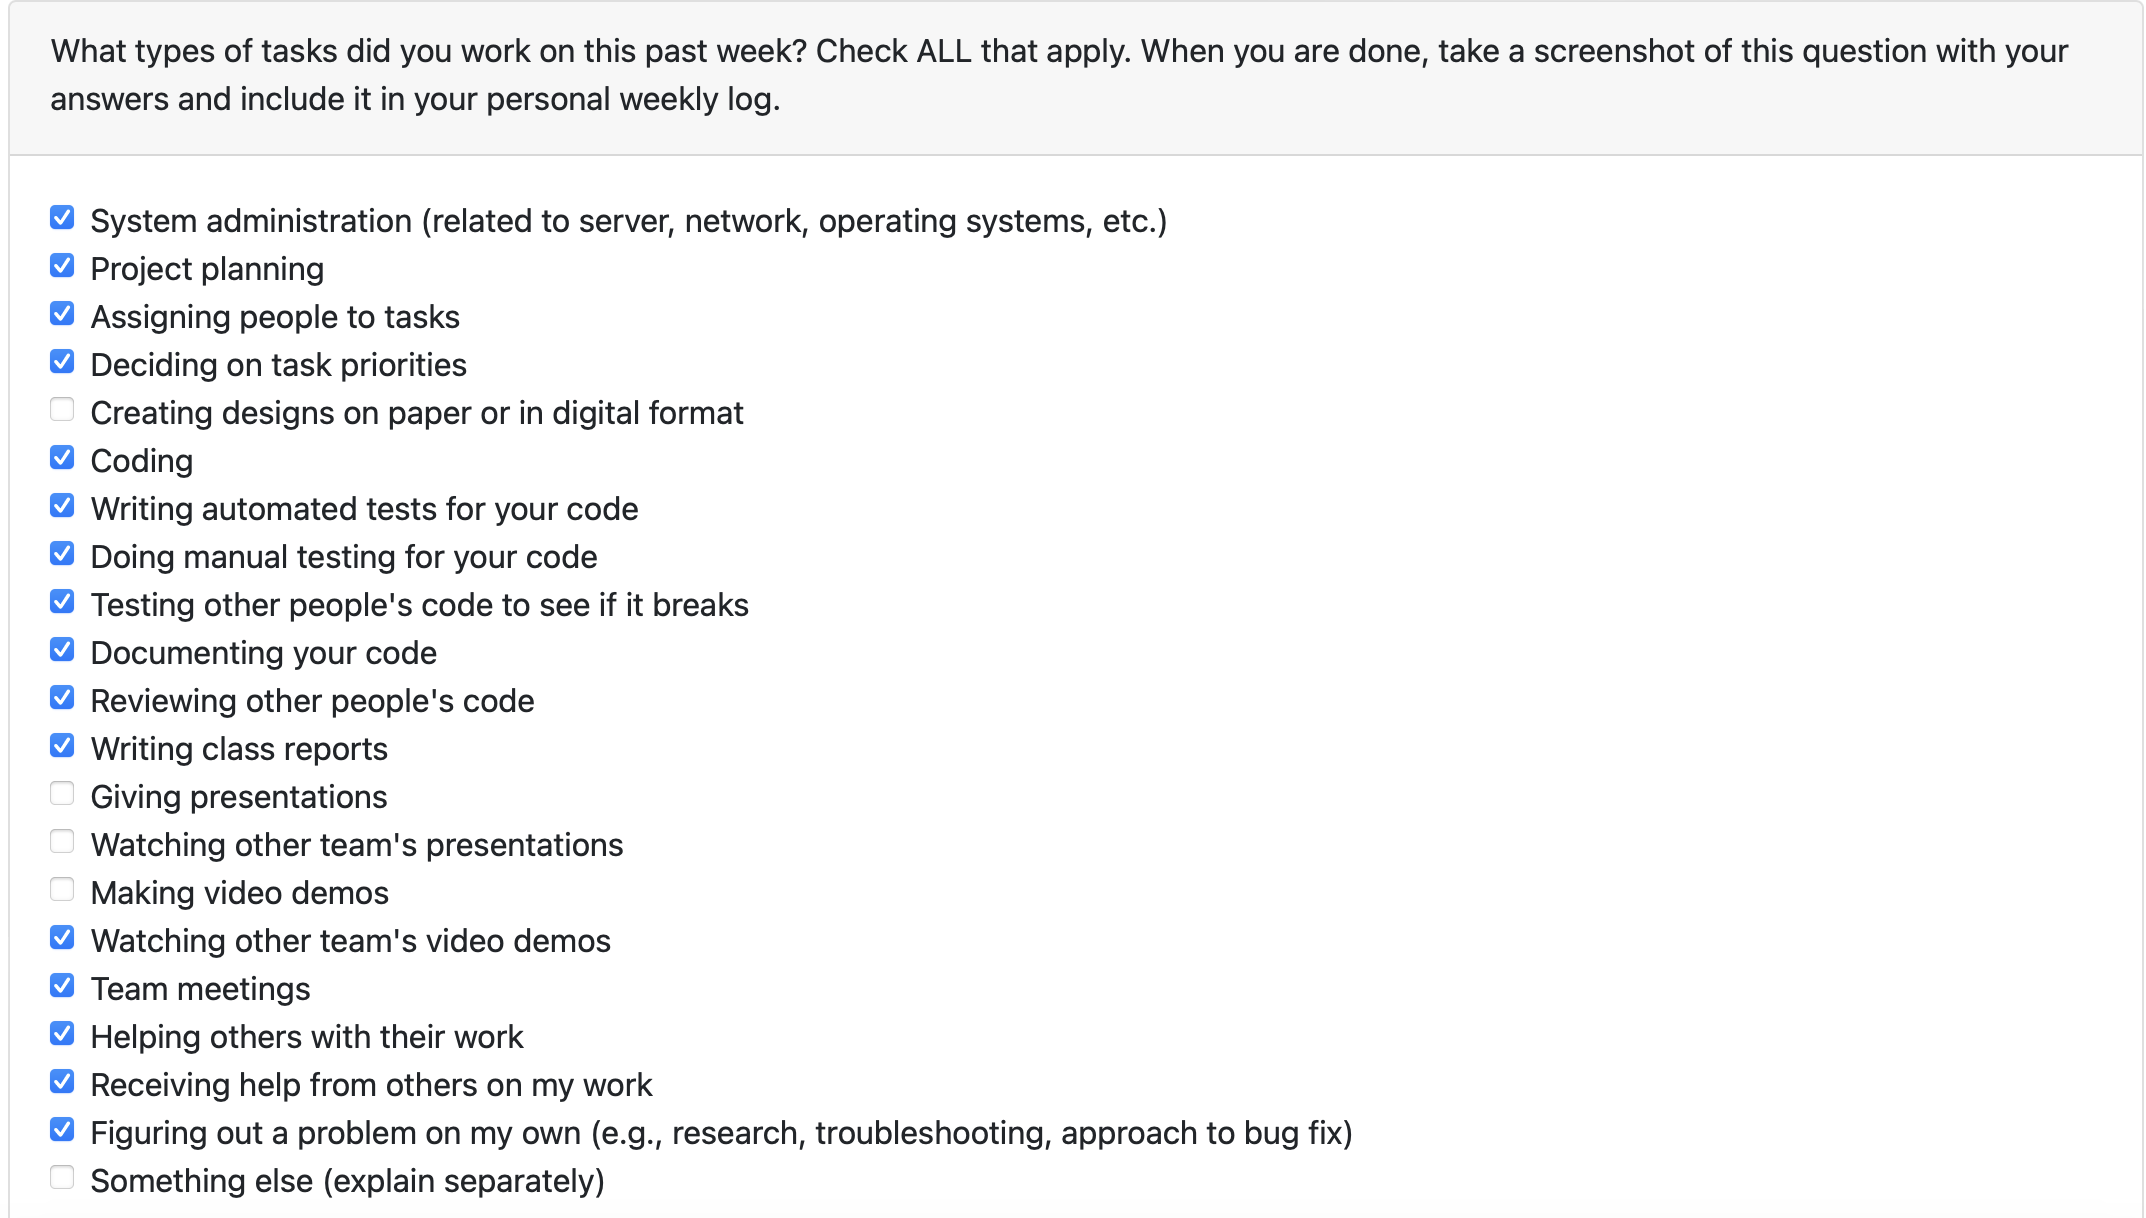 What types of tasks did you work on this past week? Check ALL that apply. When you are done, take a screenshot of this question with your
answers and include it in your personal weekly log.
System administration (related to server, network, operating systems, etc.)
Project planning
Assigning people to tasks
Deciding on task priorities
Creating designs on paper or in digital format
Coding
Writing automated tests for your code
Doing manual testing for your code
Testing other people's code to see if it breaks
Documenting your code
Reviewing other people's code
Writing class reports
Giving presentations
Watching other team's presentations
Making video demos
Watching other team's video demos
Team meetings
Helping others with their work
Receiving help from others on my work
Figuring out a problem on my own (e.g., research, troubleshooting, approach to bug fix)
Something else (explain separately)